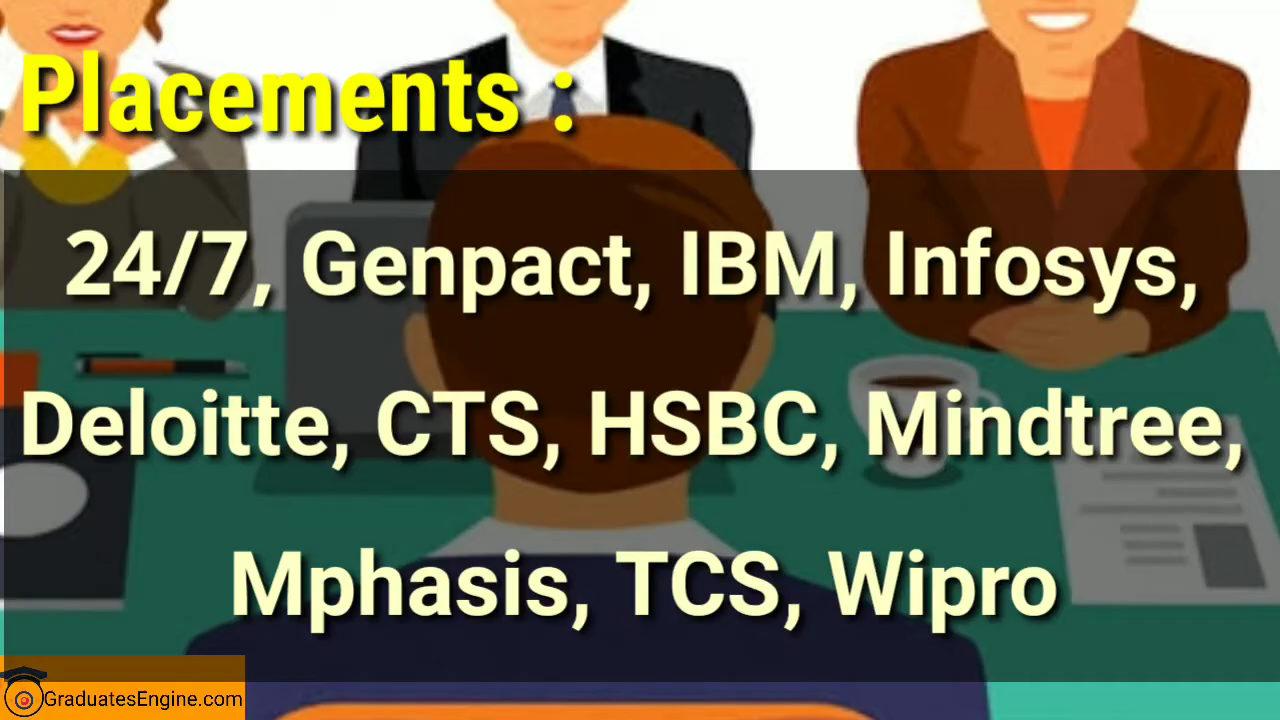 Placements :
24/7, Genpact, IBM, Infosys,
Deloitte, CTS, HSBC, Mindtree,
Mphasis, TCS, Wipro
GraduatesEngine.com